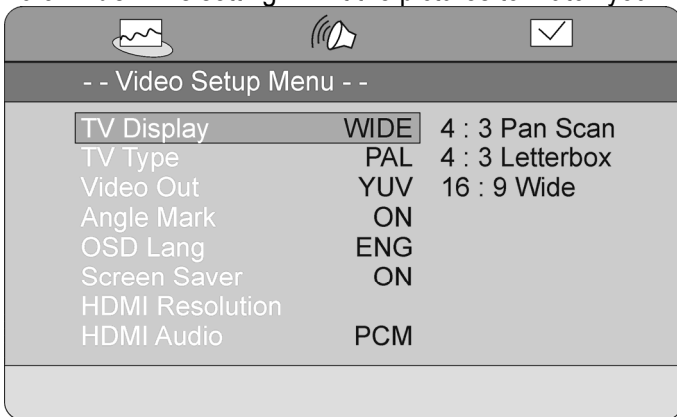 - - Video Setup Menu - -
TV Display WIDE 4 : 3 Pan Scan
TV Type PAL 4 : 3 Letterbox
Video Out YUV 16 : 9 Wide
Angle Mark ON
OSD Lang ENG
Screen Saver ON
HDMI Resolution
HDMI Audio PCM